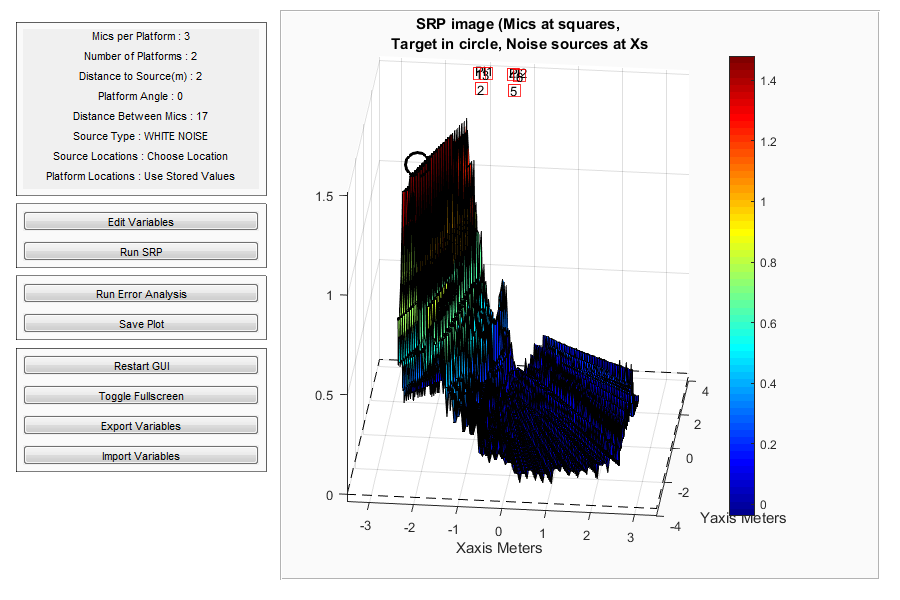 Mics per Platform : 3
Number of Platforms : 2
Distance to Source(m) : 2
Platform Angle : 0
Distance Between Mics : 17
Source Type : WHITE NOISE
Source Locations : Choose Location
Platform Locations : Use Stored Values
Edit Variables
Run SRP
Run Error Analysis
Save Plot
Restart GUI
Toggle Fullscreen
Export Variables
Import Variables
SRP image (Mics at squares,
Target in circle, Noise sources at Xs
2
5
1.5
1
0.5
0
-3
-2
-1
0
1
2
3
Xaxis Meters
4
2
0
-2
-4
Yaxis Meters
1.4
1.2
1
0.8
0.6
0.4
0.2
0